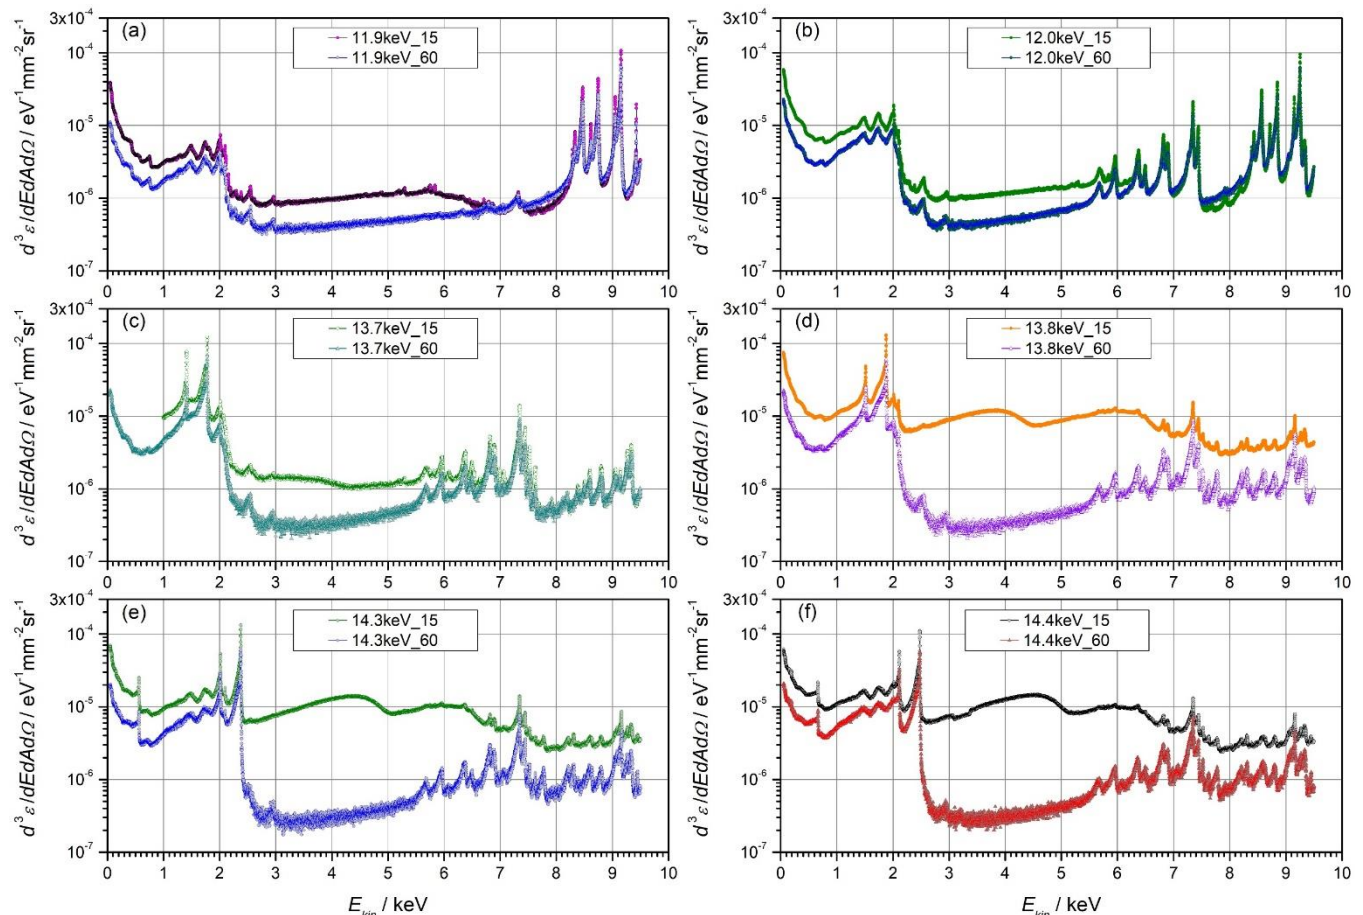 (a)
11.9keV_15
11.9keV_60
3x10⁻⁴
10⁻⁴
10⁻⁵
10⁻⁶
10⁻⁷
d³ε/dEdAdΩ / eV⁻¹mm⁻²sr⁻¹
0 1 2 3 4 5 6 7 8 9 10
(b)
12.0keV_15
12.0keV_60
3x10⁻⁴
10⁻⁴
10⁻⁵
10⁻⁶
10⁻⁷
d³ε/dEdAdΩ / eV⁻¹mm⁻²sr⁻¹
0 1 2 3 4 5 6 7 8 9 10
(c)
13.7keV_15
13.7keV_60
3x10⁻⁴
10⁻⁴
10⁻⁵
10⁻⁶
10⁻⁷
d³ε/dEdAdΩ / eV⁻¹mm⁻²sr⁻¹
0 1 2 3 4 5 6 7 8 9 10
(d)
13.8keV_15
13.8keV_60
3x10⁻⁴
10⁻⁴
10⁻⁵
10⁻⁶
10⁻⁷
d³ε/dEdAdΩ / eV⁻¹mm⁻²sr⁻¹
0 1 2 3 4 5 6 7 8 9 10
(e)
14.3keV_15
14.3keV_60
3x10⁻⁴
10⁻⁴
10⁻⁵
10⁻⁶
10⁻⁷
d³ε/dEdAdΩ / eV⁻¹mm⁻²sr⁻¹
0 1 2 3 4 5 6 7 8 9 10
E_kin / keV
(f)
14.4keV_15
14.4keV_60
3x10⁻⁴
10⁻⁴
10⁻⁵
10⁻⁶
10⁻⁷
d³ε/dEdAdΩ / eV⁻¹mm⁻²sr⁻¹
0 1 2 3 4 5 6 7 8 9 10
E_kin / keV